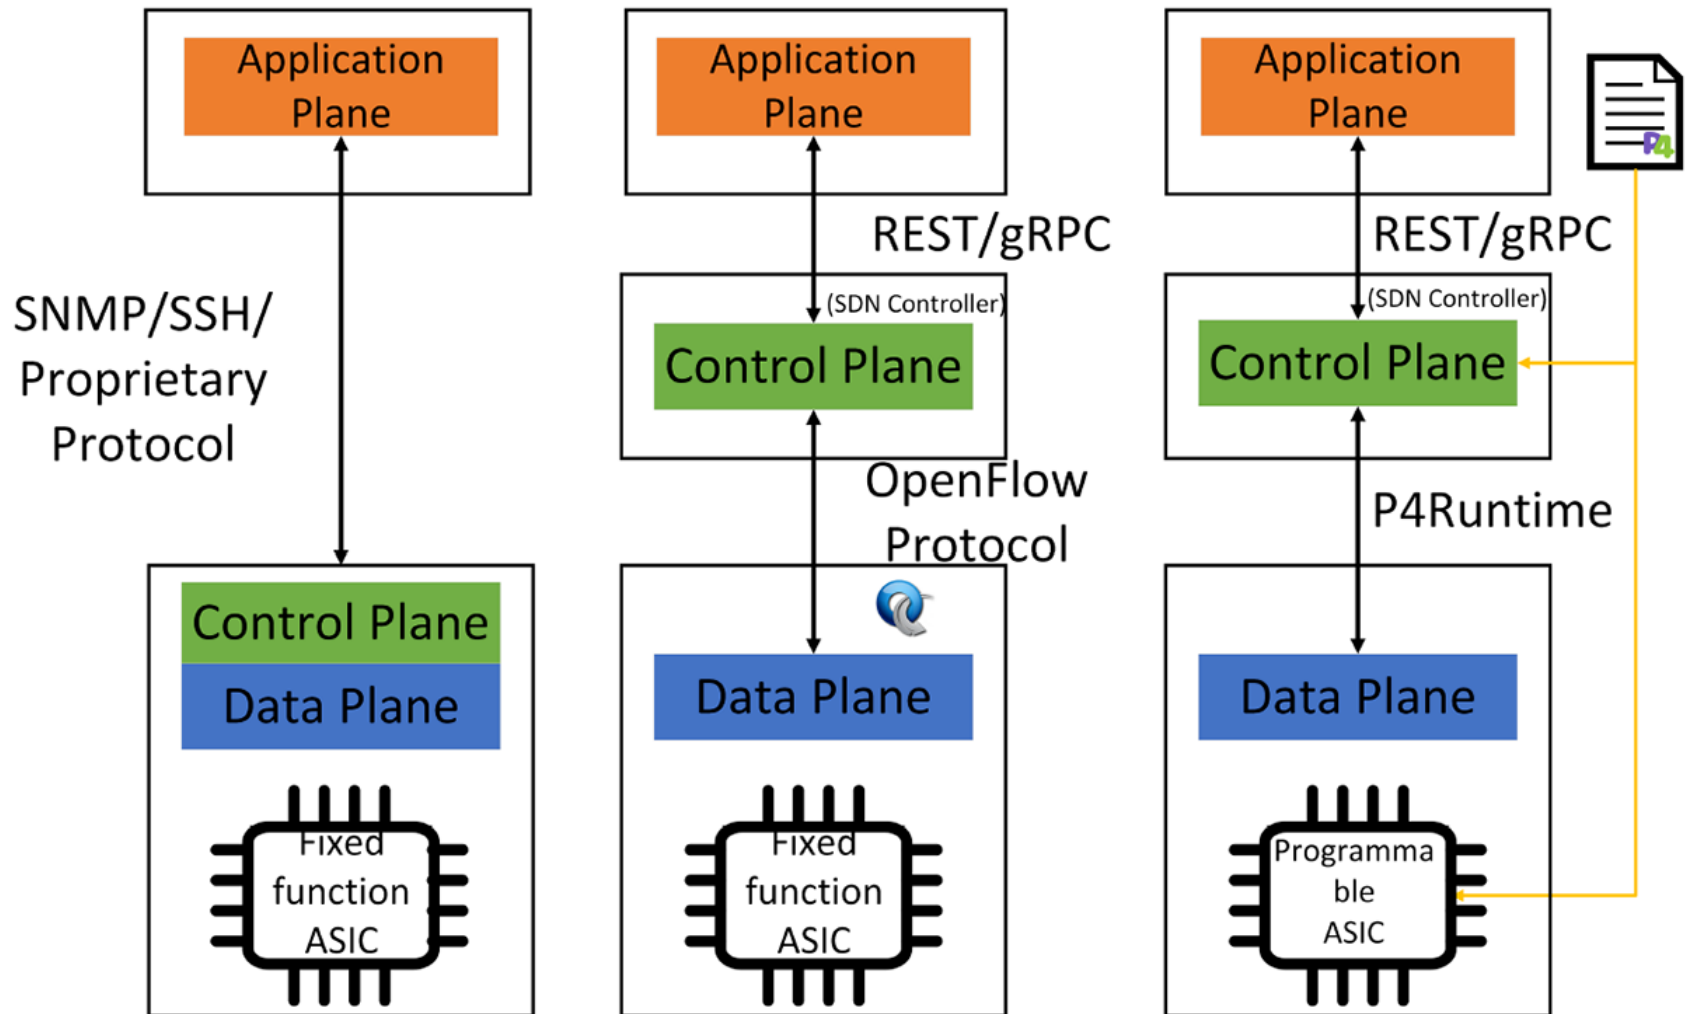 Application
Plane
SNMP/SSH/
Proprietary
Protocol
Control Plane
Data Plane
Fixed
function
ASIC
Application
Plane
REST/gRPC
(SDN Controller)
Control Plane
OpenFlow
Protocol
Data Plane
Fixed
function
ASIC
Application
Plane
REST/gRPC
(SDN Controller)
Control Plane
P4Runtime
Data Plane
Programma
ble
ASIC
P4